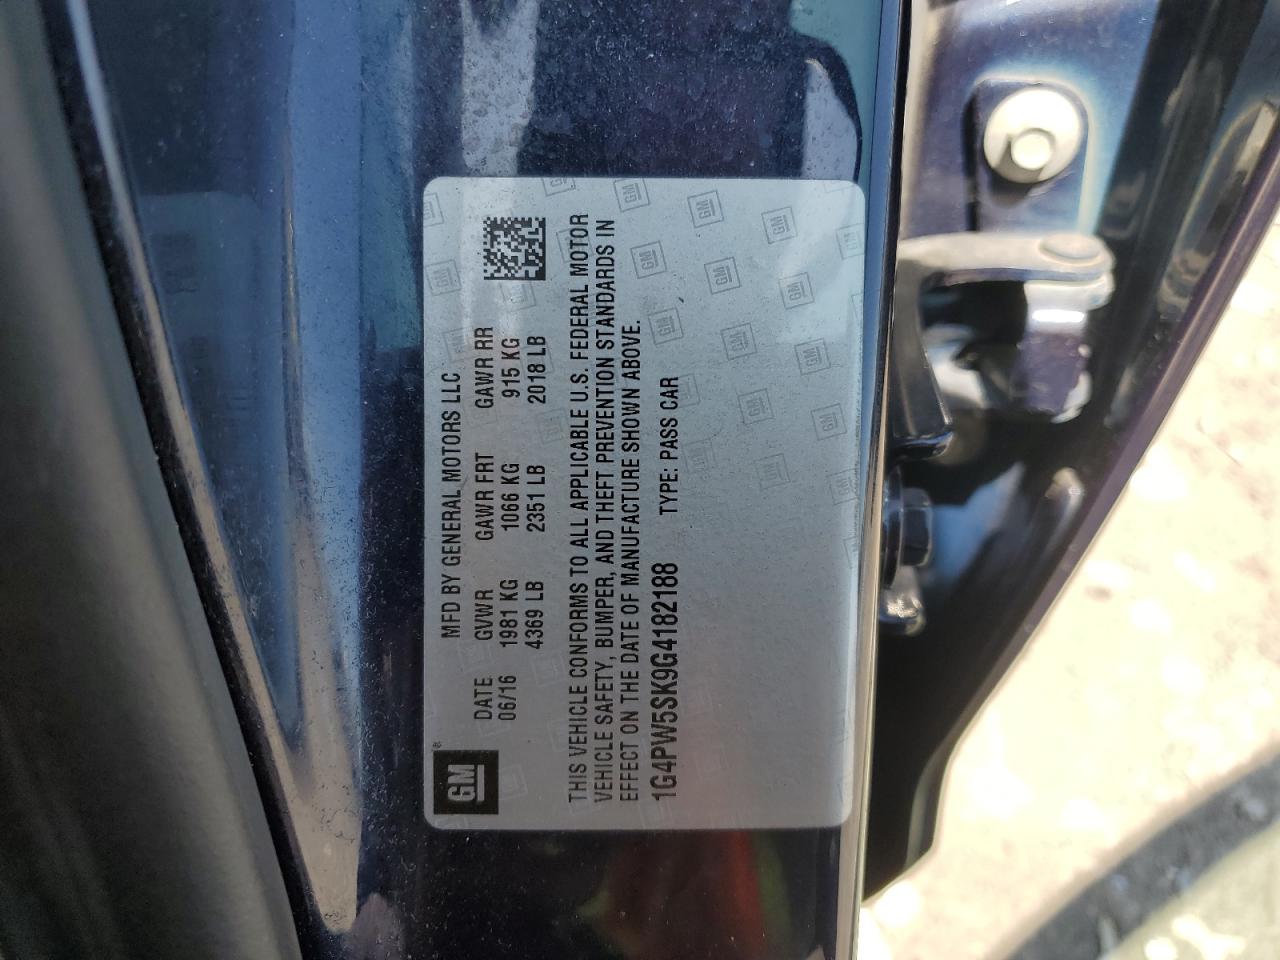 GM®
MFD BY GENERAL MOTORS LLC
DATE GVWR GAWR FRT GAWR RR
06/16 1981 KG 1066 KG 915 KG
4369 LB 2351 LB 2018 LB
THIS VEHICLE CONFORMS TO ALL APPLICABLE U.S. FEDERAL MOTOR
VEHICLE SAFETY, BUMPER, AND THEFT PREVENTION STANDARDS IN
EFFECT ON THE DATE OF MANUFACTURE SHOWN ABOVE.
1G4PW5SK9G4182188 TYPE: PASS CAR